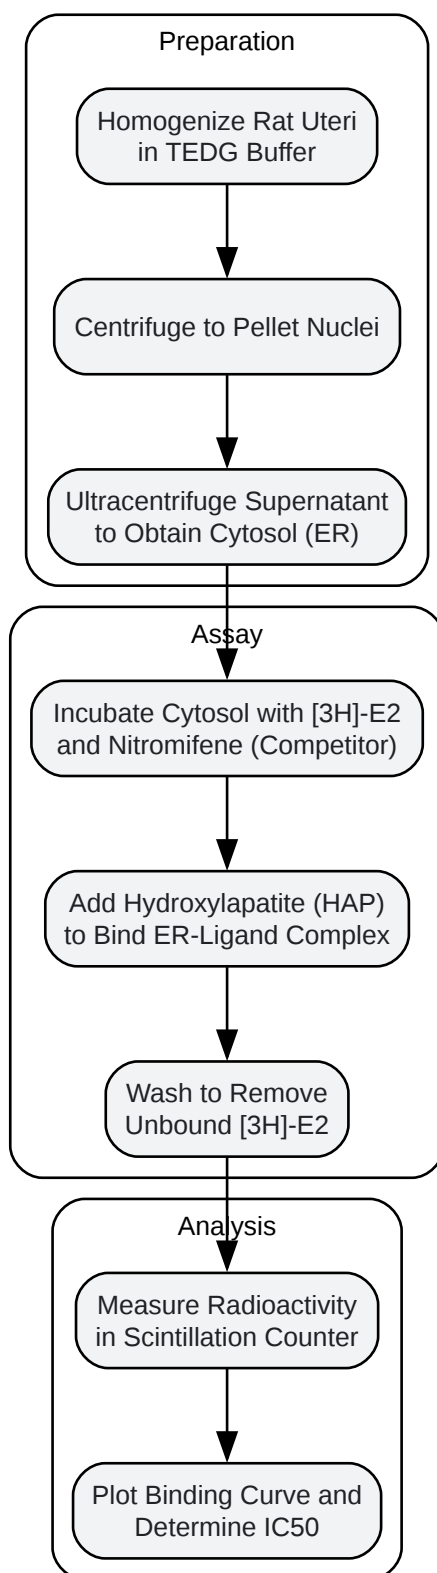 Preparation
Homogenize Rat Uteri
in TEDG Buffer
Centrifuge to Pellet Nuclei
Ultracentrifuge Supernatant
to Obtain Cytosol (ER)
Assay
Incubate Cytosol with [3H]-E2
and Nitromifene (Competitor)
Add Hydroxylapatite (HAP)
to Bind ER-Ligand Complex
Wash to Remove
Unbound [3H]-E2
Analysis
Measure Radioactivity
in Scintillation Counter
Plot Binding Curve and
Determine IC50